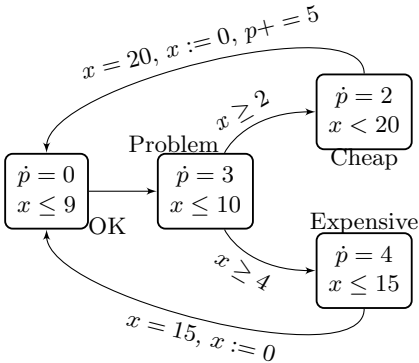 x = 20, x := 0, p+ = 5
x ≥ 2
ṗ = 2
x < 20
Cheap
Problem
ṗ = 0
x ≤ 9
OK
ṗ = 3
x ≤ 10
Expensive
x ≥ 4
ṗ = 4
x ≤ 15
x = 15, x := 0